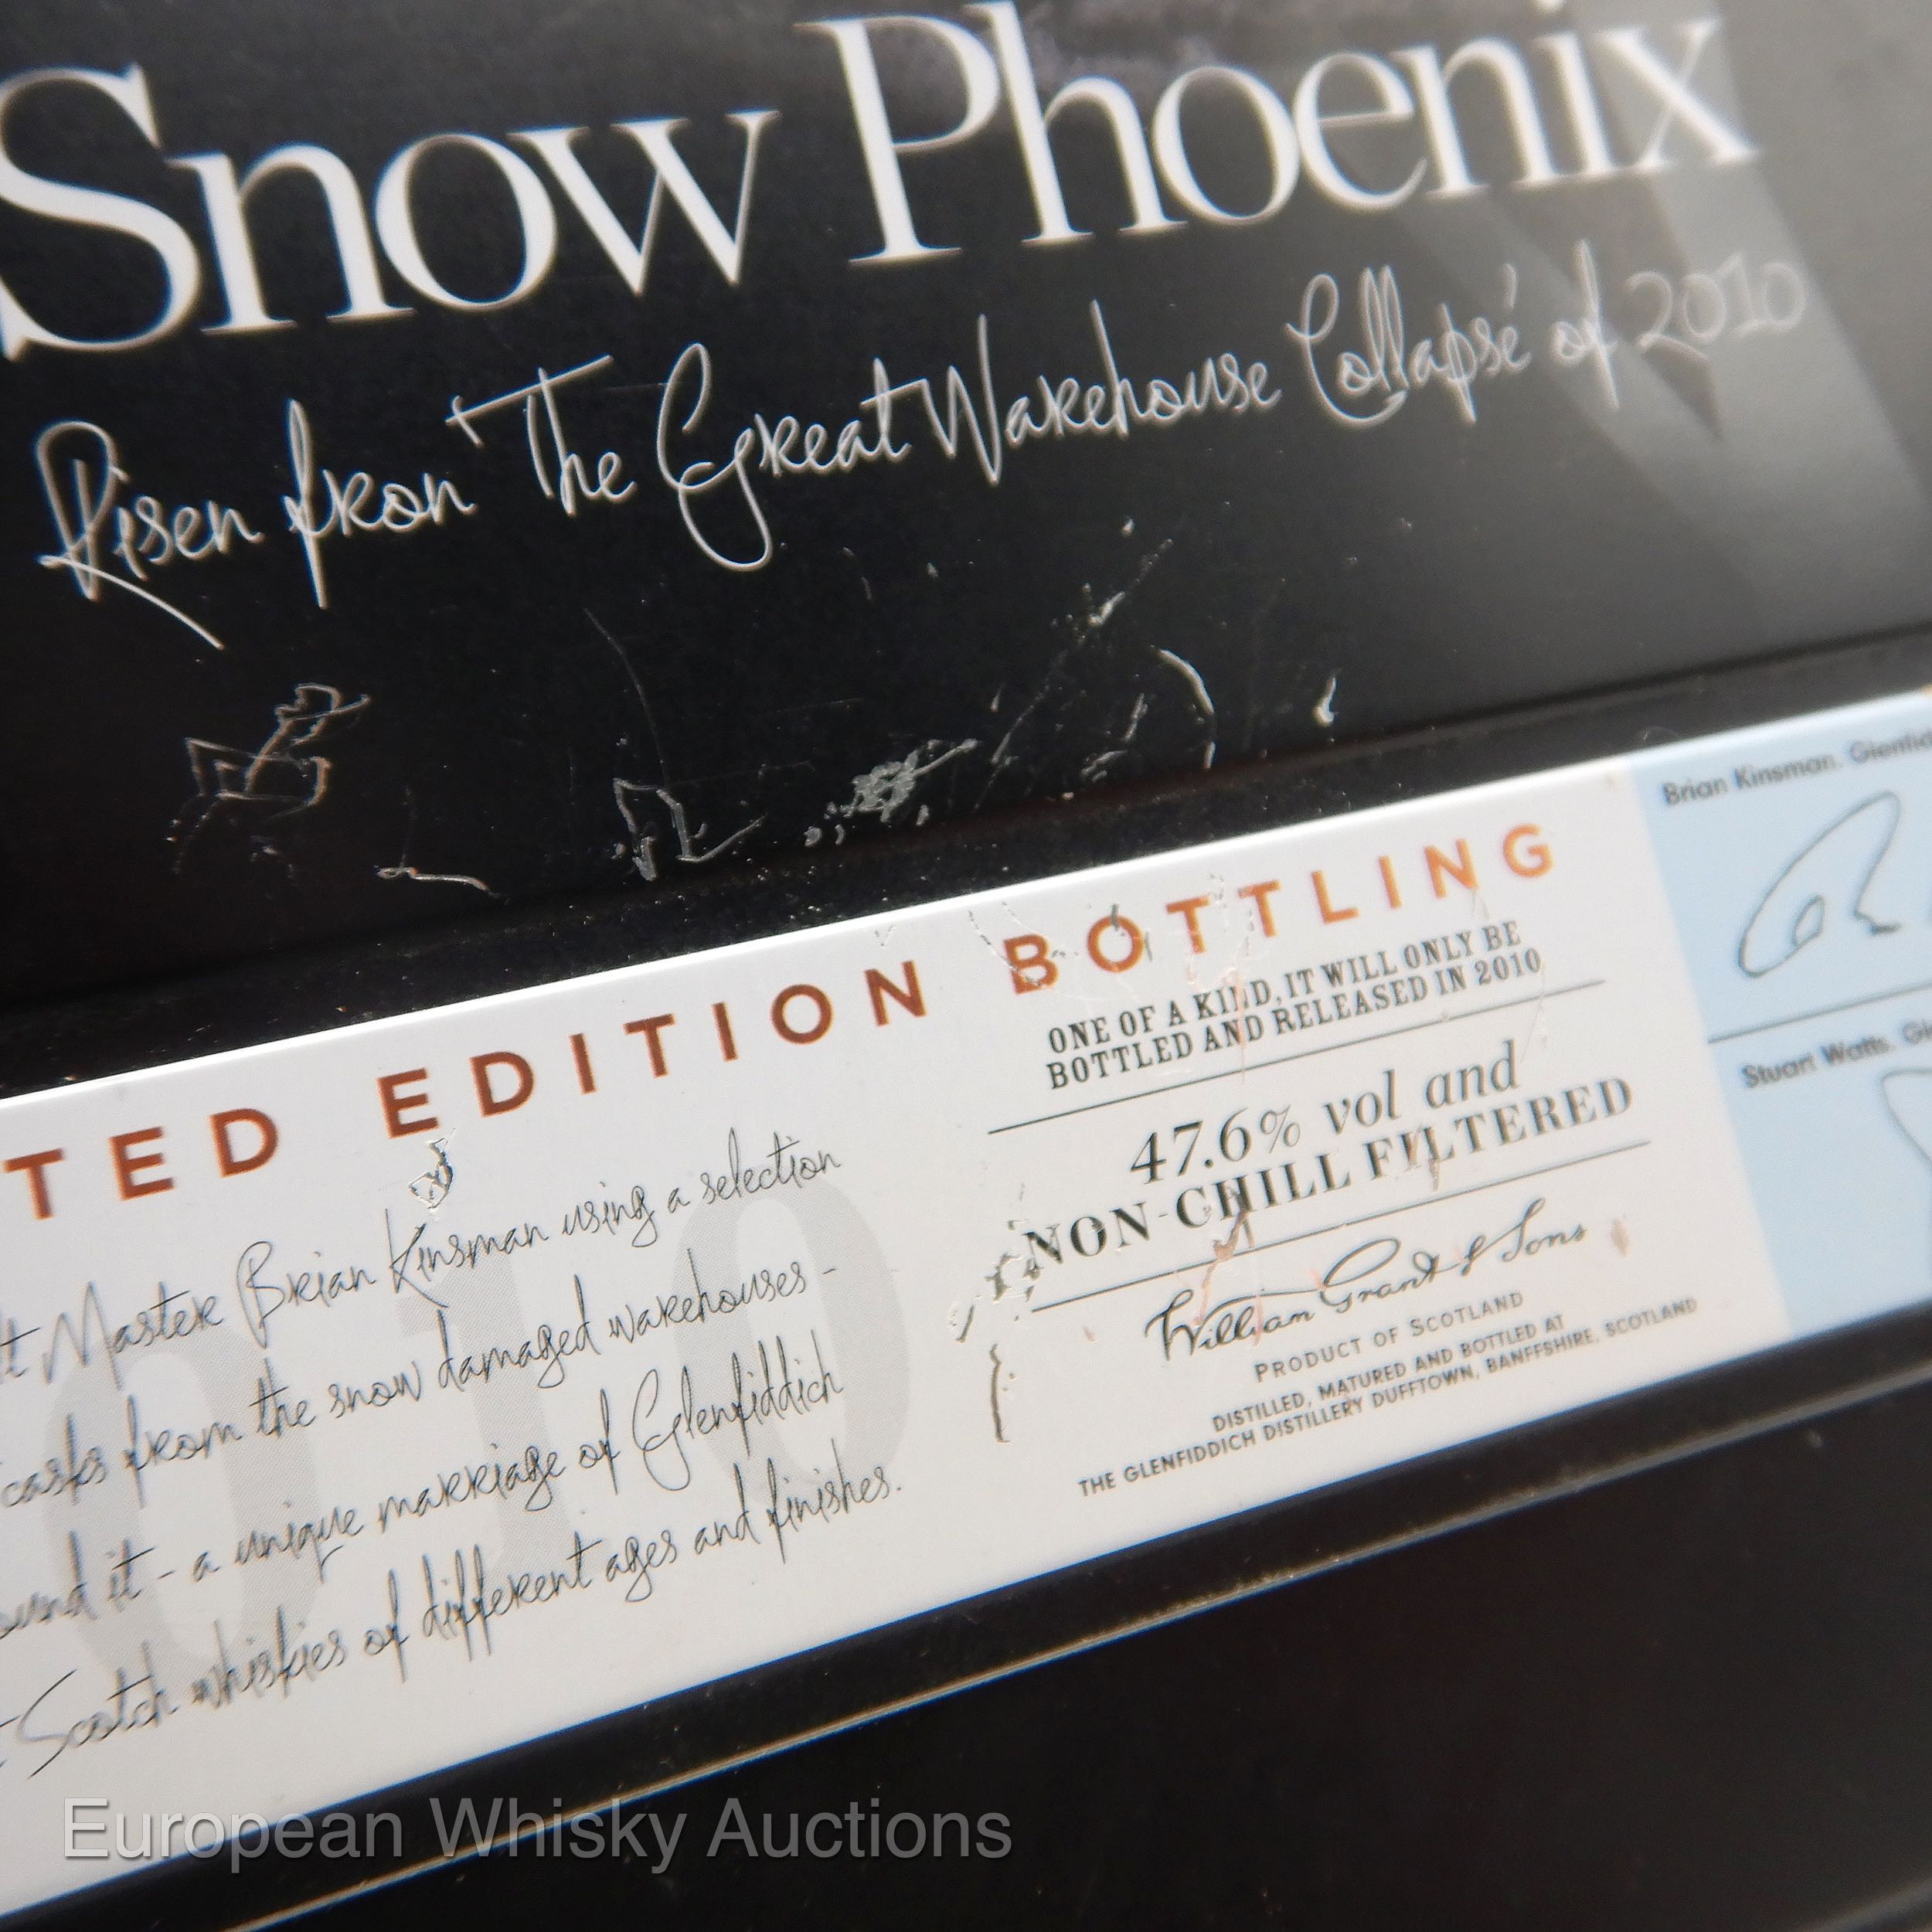 Snow Phoenix
Risen from 'The Great Warehouse Collapse' of 2010
TED EDITION BOTTLING
t Master Brian Kinsman using a selection
casks from the snow damaged warehouses -
ound it - a unique marriage of Glenfiddich
Scotch whiskies of different ages and finishes.
ONE OF A KIND, IT WILL ONLY BE
BOTTLED AND RELEASED IN 2010
47.6% vol and
NON-CHILL FILTERED
William Grant & Sons
PRODUCT OF SCOTLAND
DISTILLED, MATURED AND BOTTLED AT
THE GLENFIDDICH DISTILLERY DUFFTOWN, BANFFSHIRE, SCOTLAND
Brian Kinsman. Glenfid
Stuart Watts. Gl
European Whisky Auctions